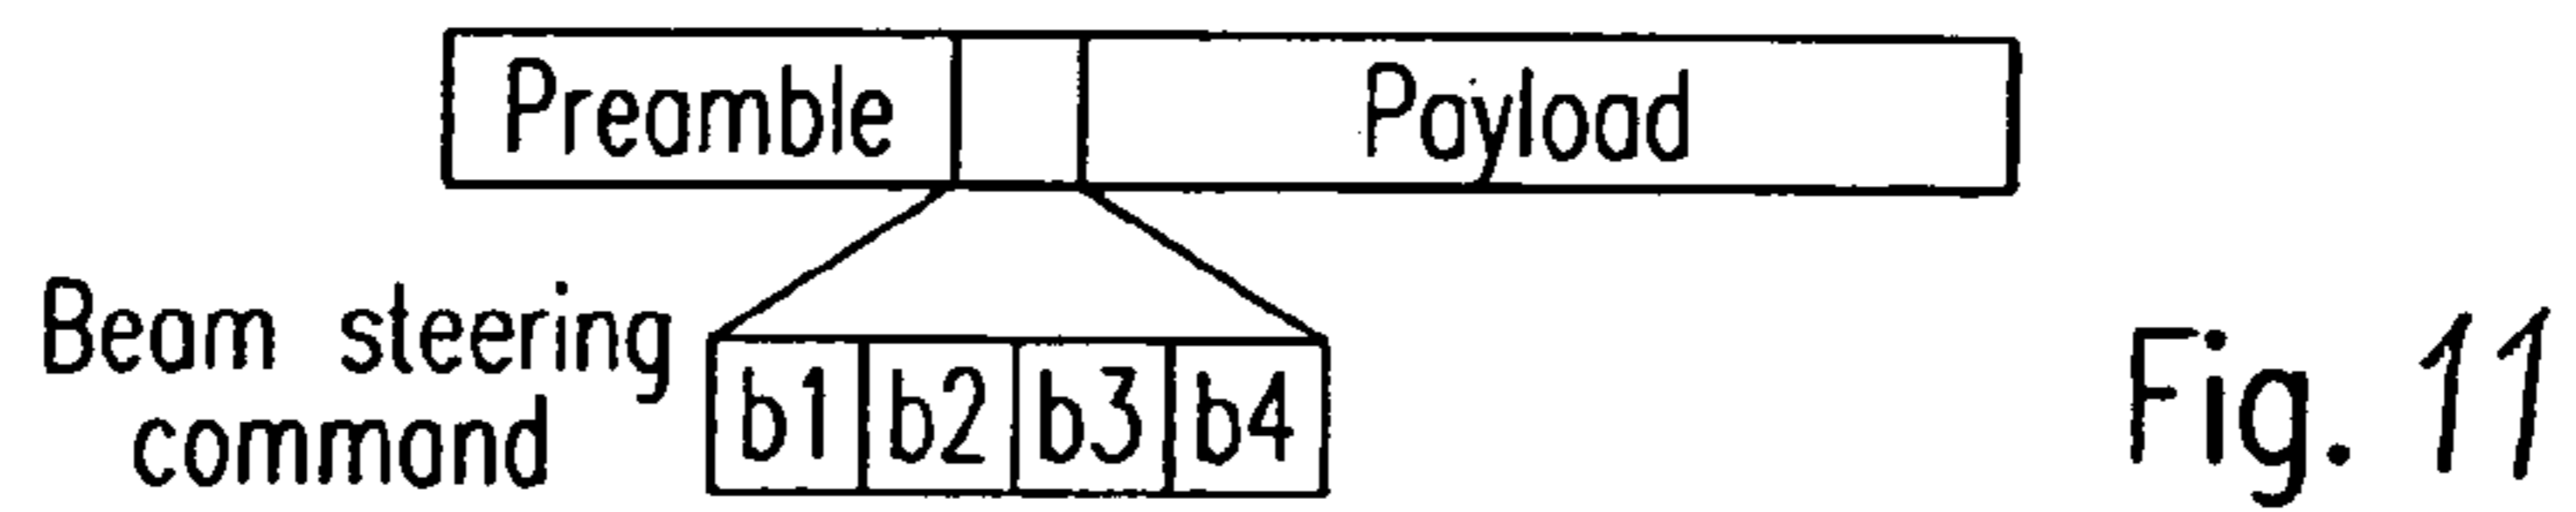 Preamble Payload
Beam steering
command
b1 b2 b3 b4
Fig. 11